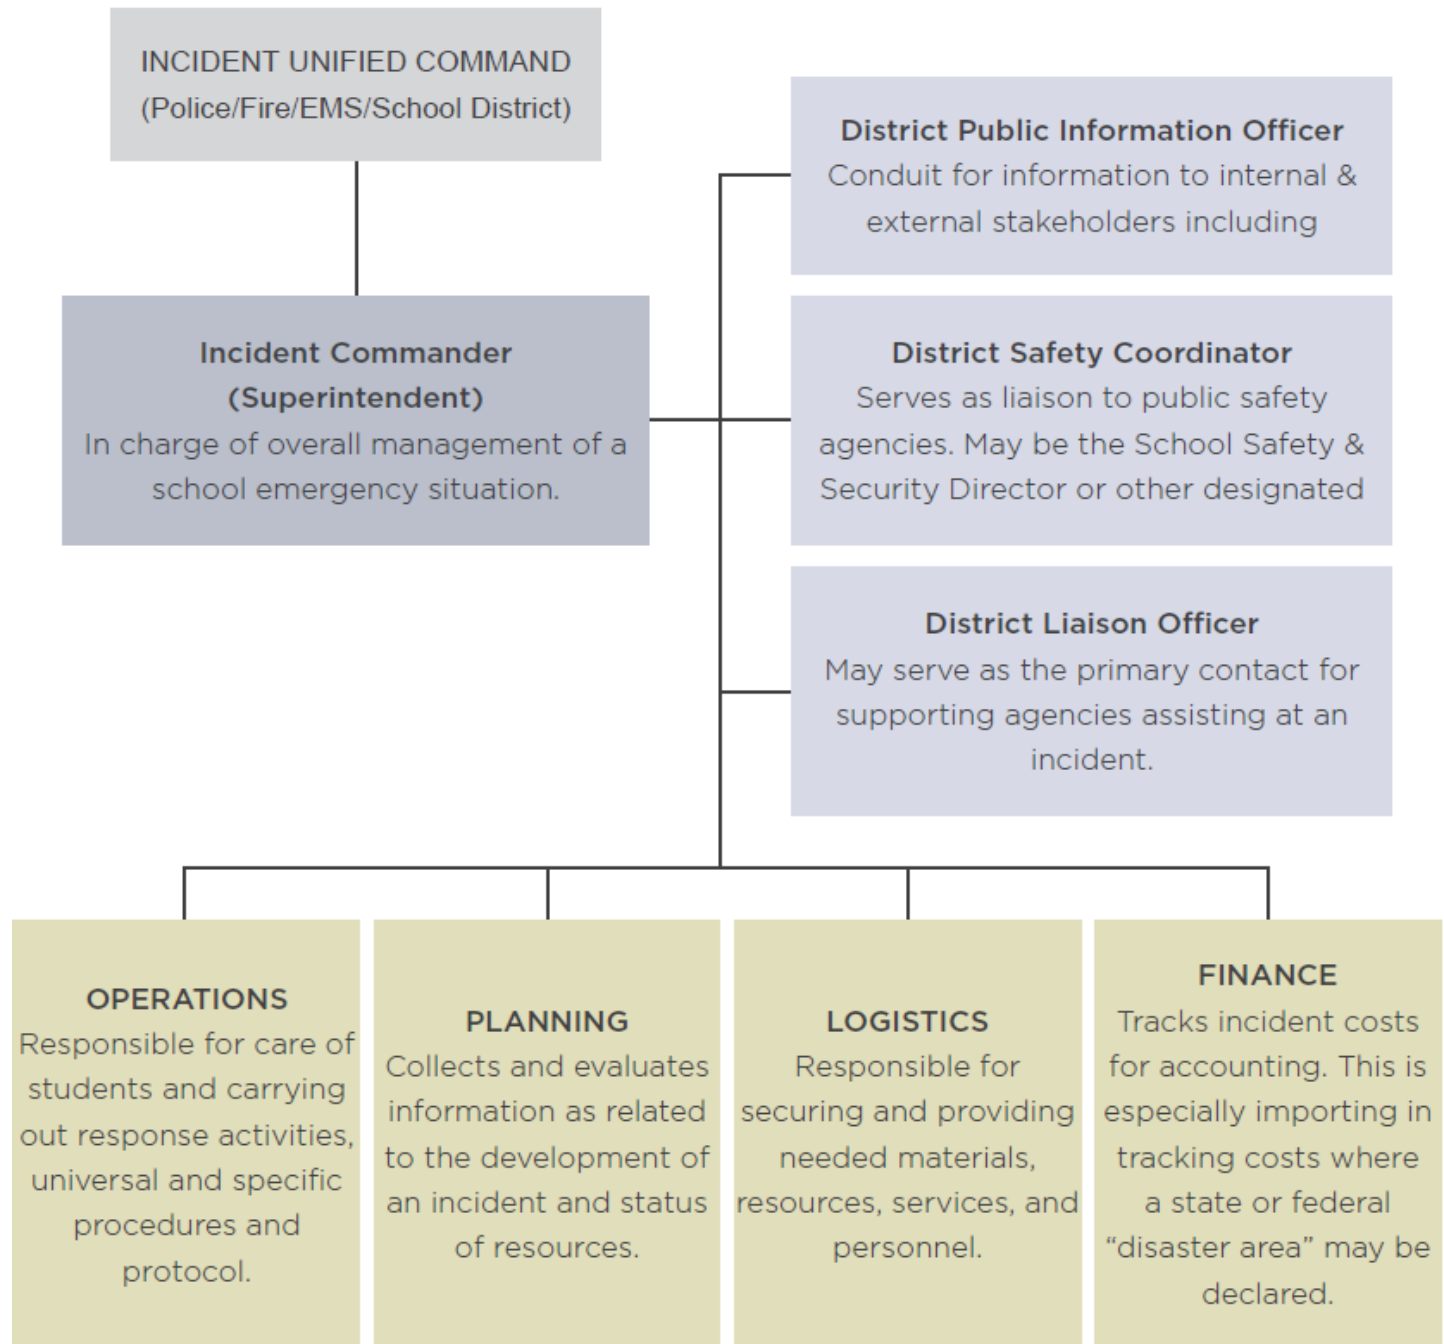 INCIDENT UNIFIED COMMAND
(Police/Fire/EMS/School District)
District Public Information Officer
Conduit for information to internal &
external stakeholders including
Incident Commander
(Superintendent)
In charge of overall management of a
school emergency situation.
District Safety Coordinator
Serves as liaison to public safety
agencies. May be the School Safety &
Security Director or other designated
District Liaison Officer
May serve as the primary contact for
supporting agencies assisting at an
incident.
OPERATIONS
Responsible for care of
students and carrying
out response activities,
universal and specific
procedures and
protocol.
PLANNING
Collects and evaluates
information as related
to the development of
an incident and status
of resources.
LOGISTICS
Responsible for
securing and providing
needed materials,
resources, services, and
personnel.
FINANCE
Tracks incident costs
for accounting. This is
especially importing in
tracking costs where
a state or federal
“disaster area” may be
declared.